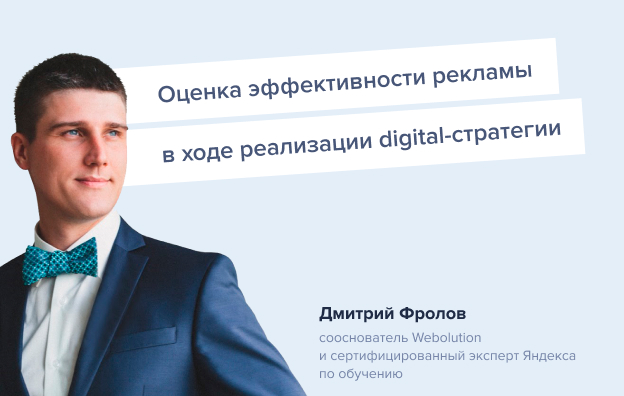 Оценка эффективности рекламы
в ходе реализации digital-стратегии
Дмитрий Фролов
сооснователь Webolution
и сертифицированный эксперт Яндекса
по обучению